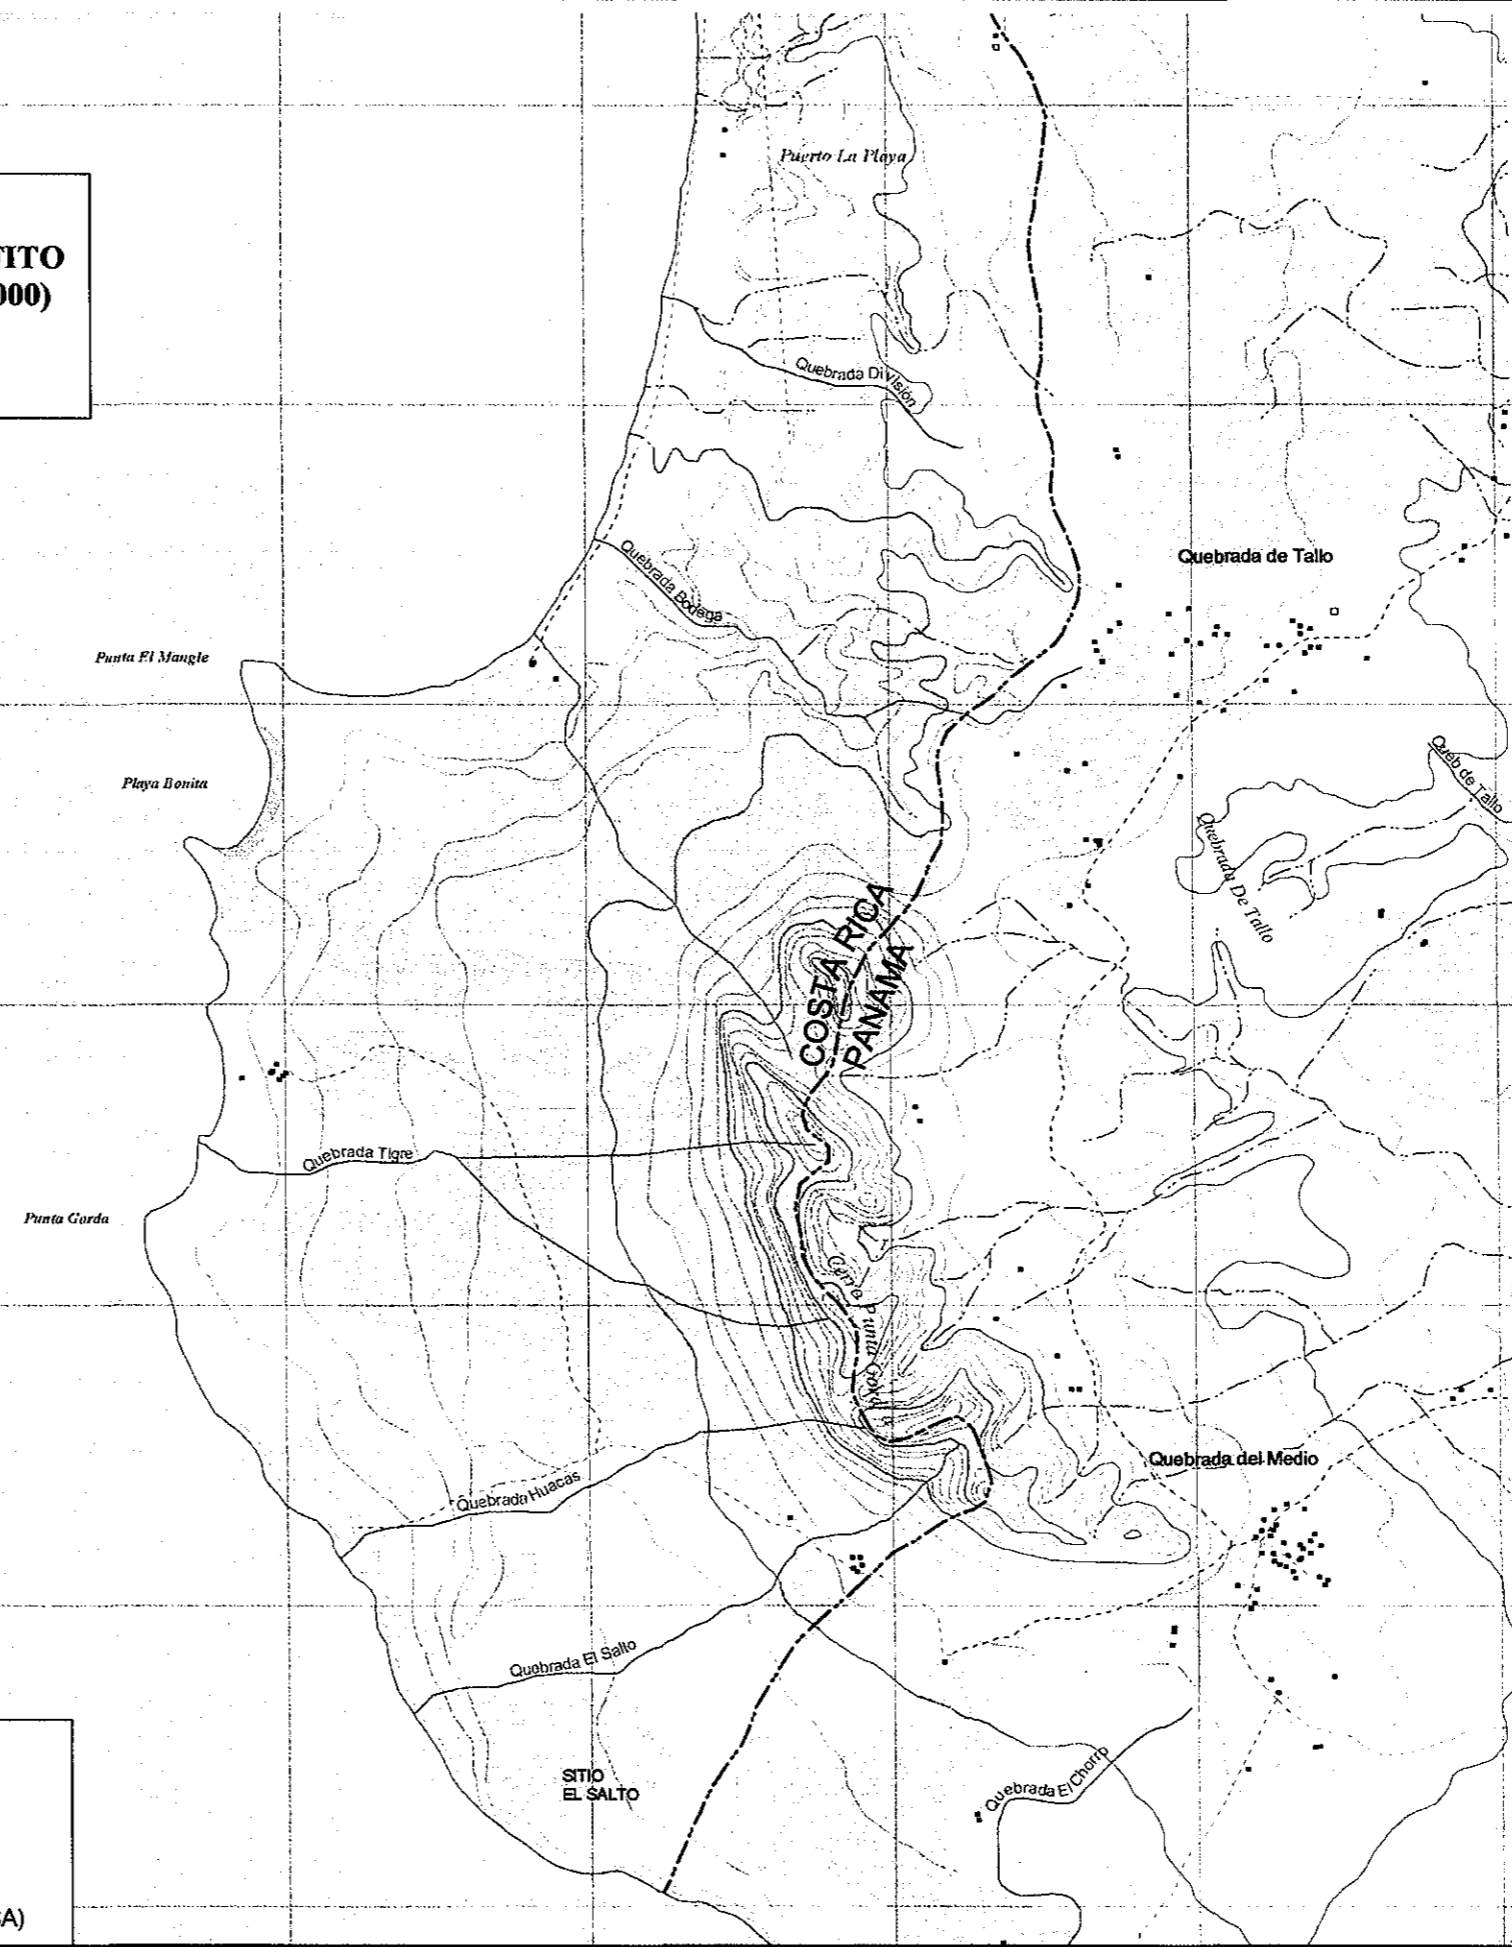 Puerto La Playa
Quebrada División
Quebrada de Tallo
Quebrada Bodega
Punta El Mangle
Playa Bonita
Queb de Tallo
Quebrada De Tallo
COSTA RICA
PANAMA
Quebrada Tigre
Punta Gorda
Cerro Punta Gorda
Quebrada del Medio
Quebrada Huacas
Quebrada El Salto
SITIO
EL SALTO
Quebrada El Chorro
000)